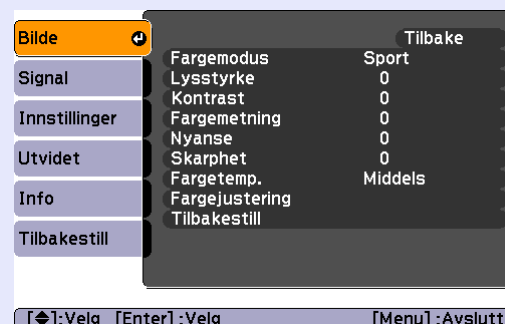 Bilde
Signal
Innstillinger
Utvidet
Info
Tilbakestill
Tilbake
Fargemodus Sport
Lysstyrke 0
Kontrast 0
Fargemetning 0
Nyanse 0
Skarphet 0
Fargetemp. Middels
Fargejustering
Tilbakestill
[◆]:Velg [Enter]:Velg [Menu]:Avslutt